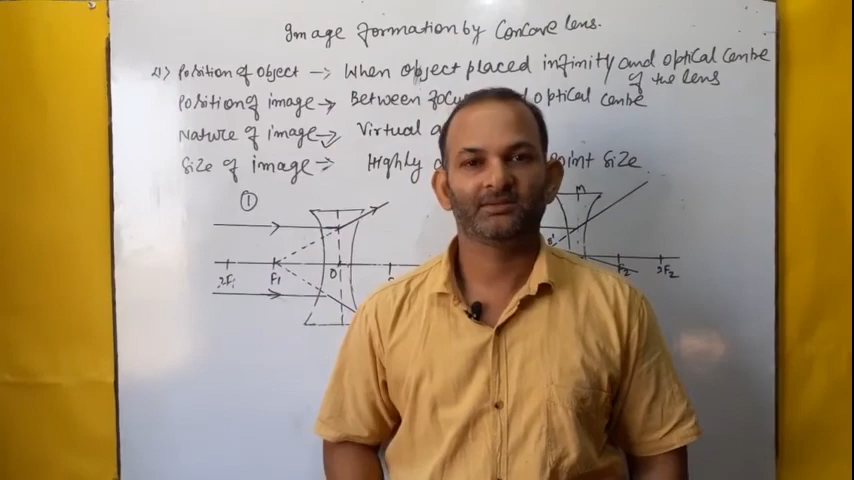 Image formation by Concave lens.
2) Position of object → When object placed infinity and optical centre
of the lens
Position of image → Between focu d optical centre
Nature of image → Virtual a
Size of image → Highly point size
1
M
2F1 F1 O
F2 2F2